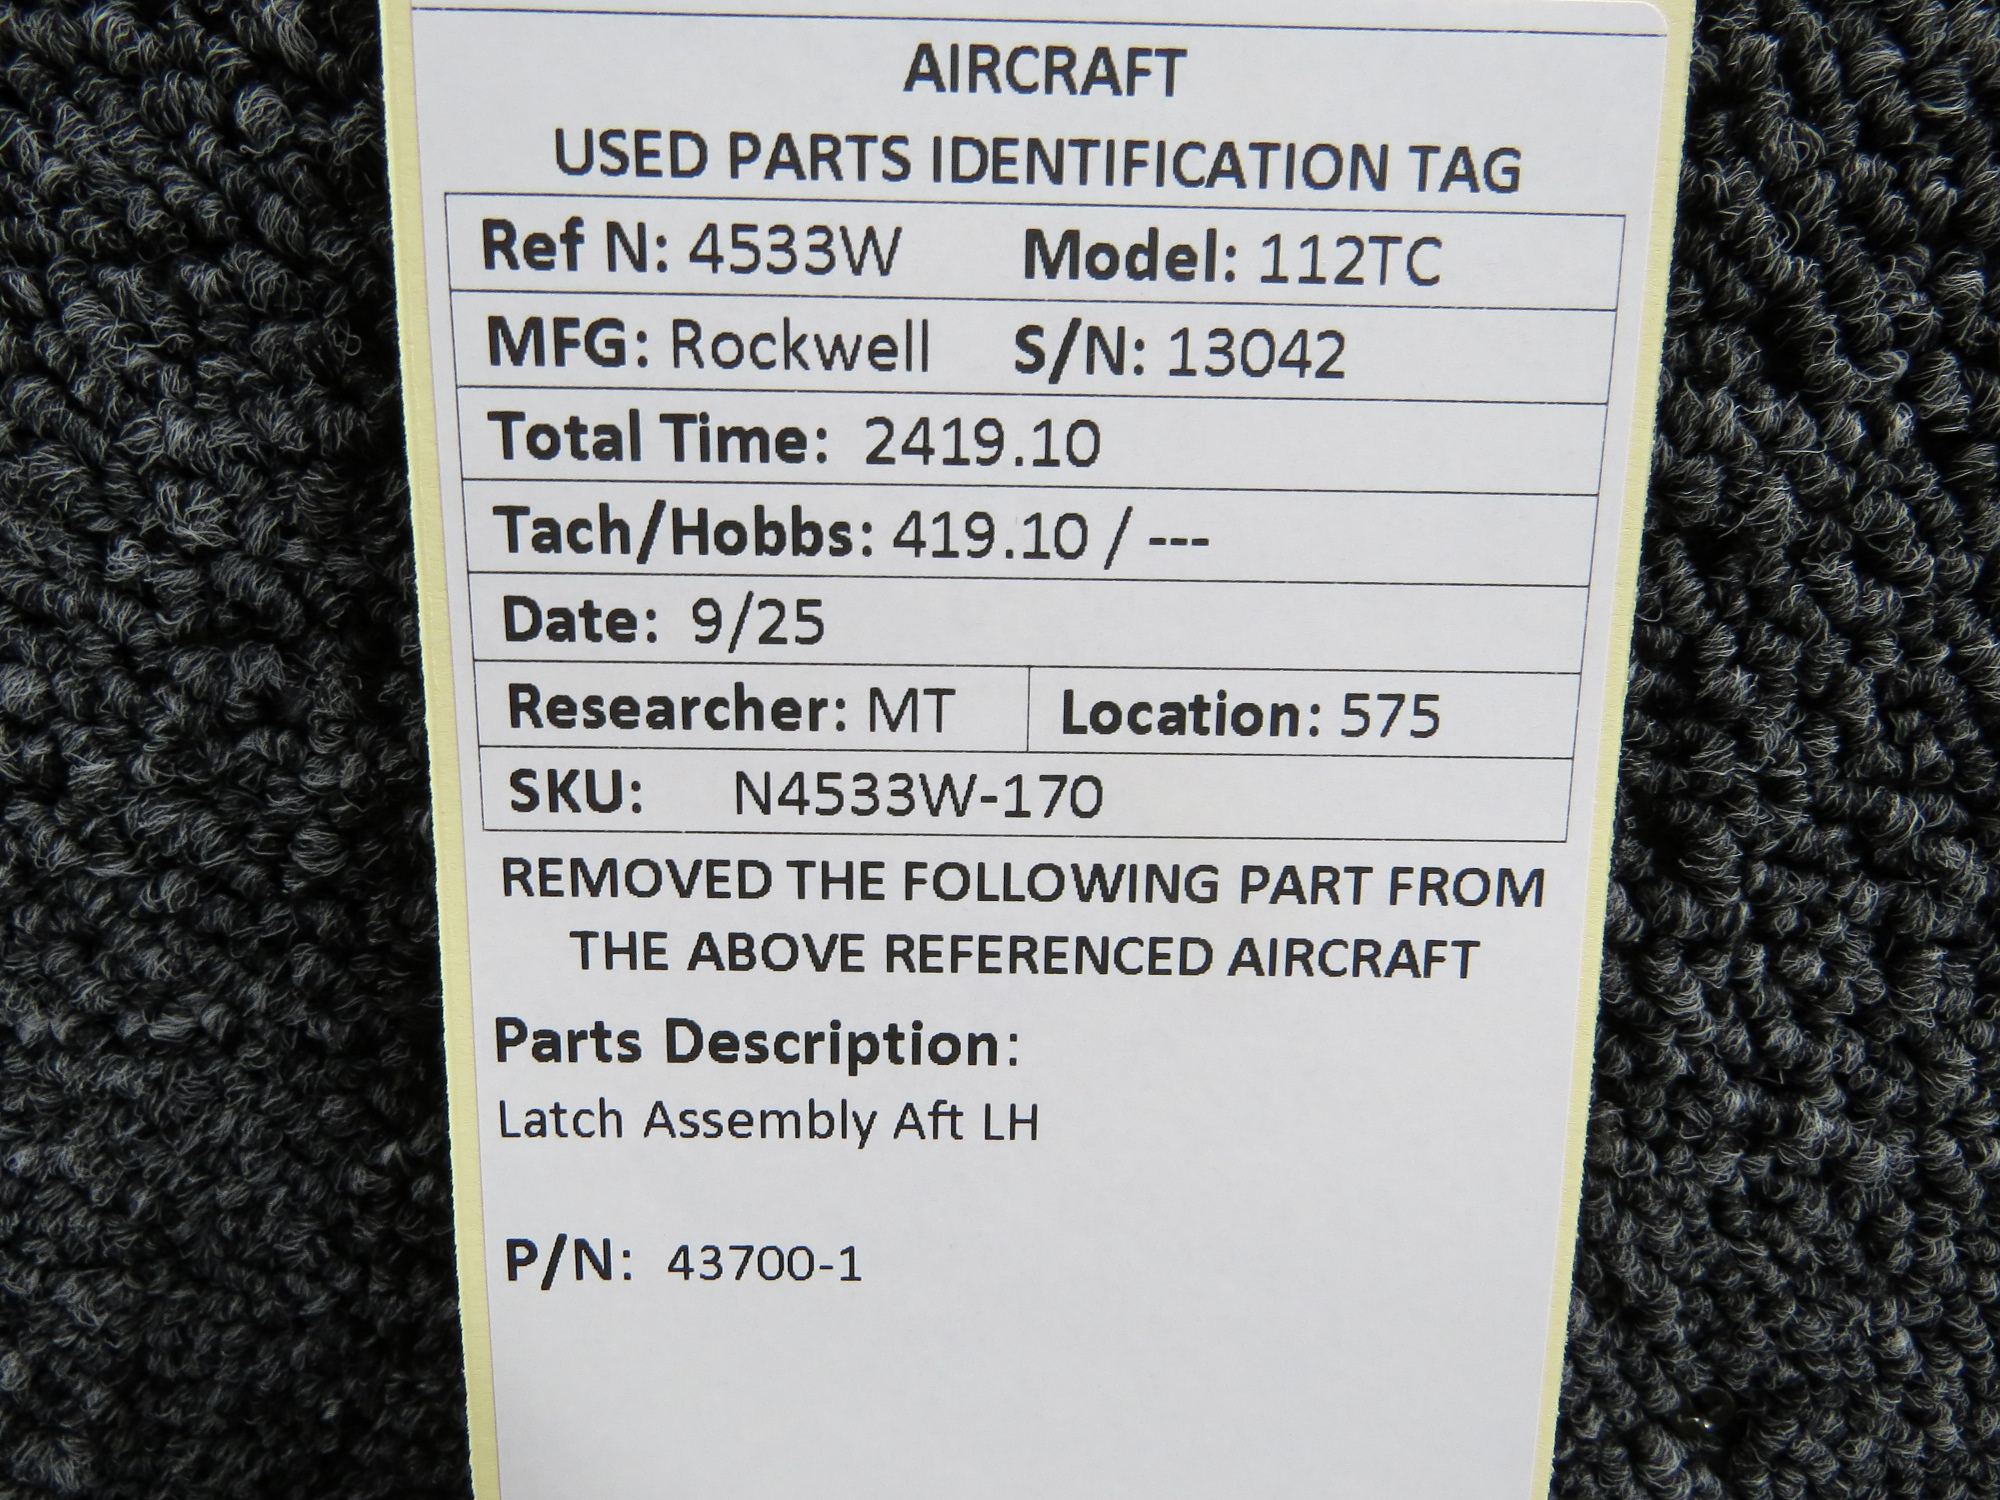 AIRCRAFT
USED PARTS IDENTIFICATION TAG
Ref N: 4533W Model: 112TC
MFG: Rockwell S/N: 13042
Total Time: 2419.10
Tach/Hobbs: 419.10 / ---
Date: 9/25
Researcher: MT Location: 575
SKU: N4533W-170
REMOVED THE FOLLOWING PART FROM
THE ABOVE REFERENCED AIRCRAFT
Parts Description:
Latch Assembly Aft LH
P/N: 43700-1